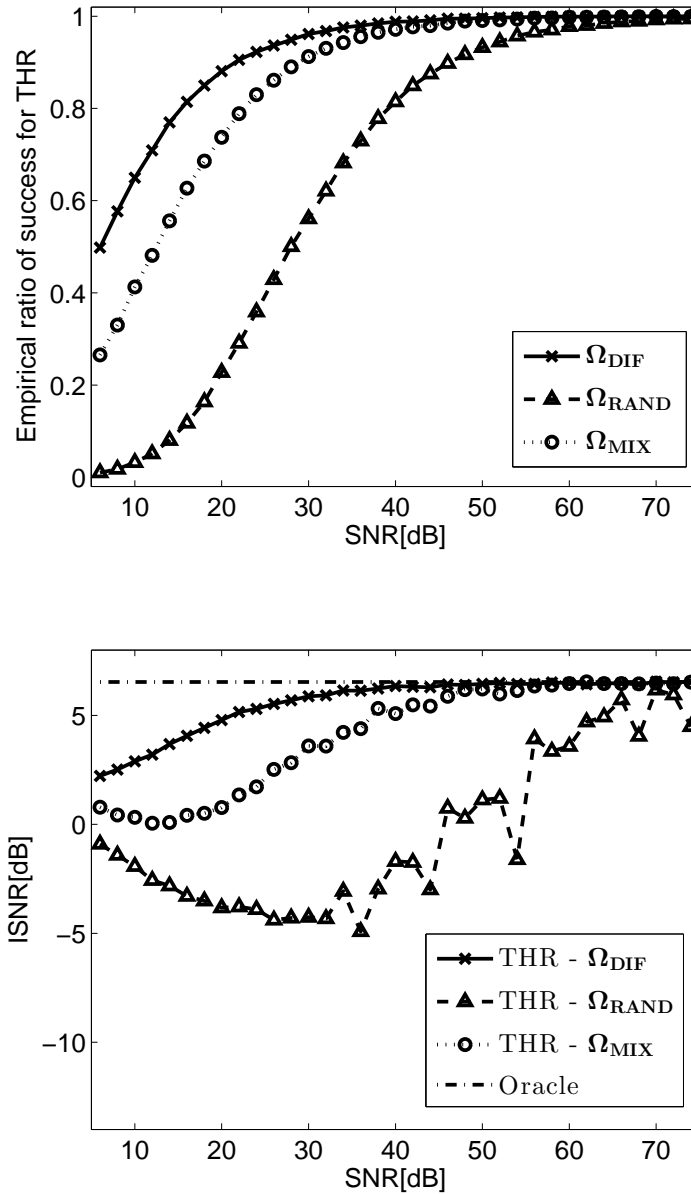 Empirical ratio of success for THR
1
0.8
0.6
0.4
0.2
0
10 20 30 40 50 60 70
SNR[dB]
Ω_DIF
Ω_RAND
Ω_MIX
ISNR[dB]
5
0
−5
−10
10 20 30 40 50 60 70
SNR[dB]
THR - Ω_DIF
THR - Ω_RAND
THR - Ω_MIX
Oracle